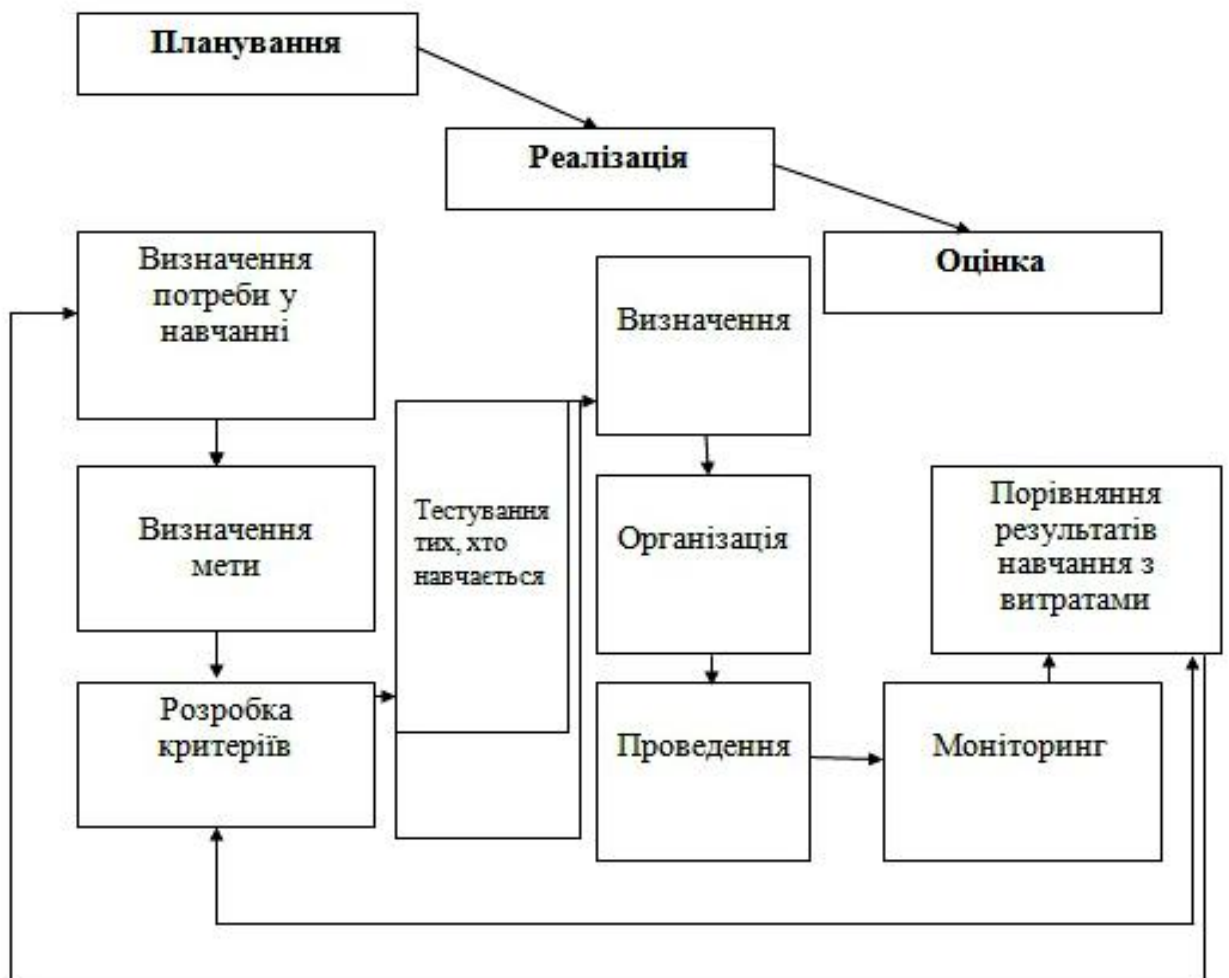 Планування
Реалізація
Оцінка
Визначення
потреби у
навчанні
Визначення
мети
Розробка
критеріїв
Тестування
тих, хто
навчається
Визначення
Організація
Проведення
Моніторинг
Порівняння
результатів
навчання з
витратами